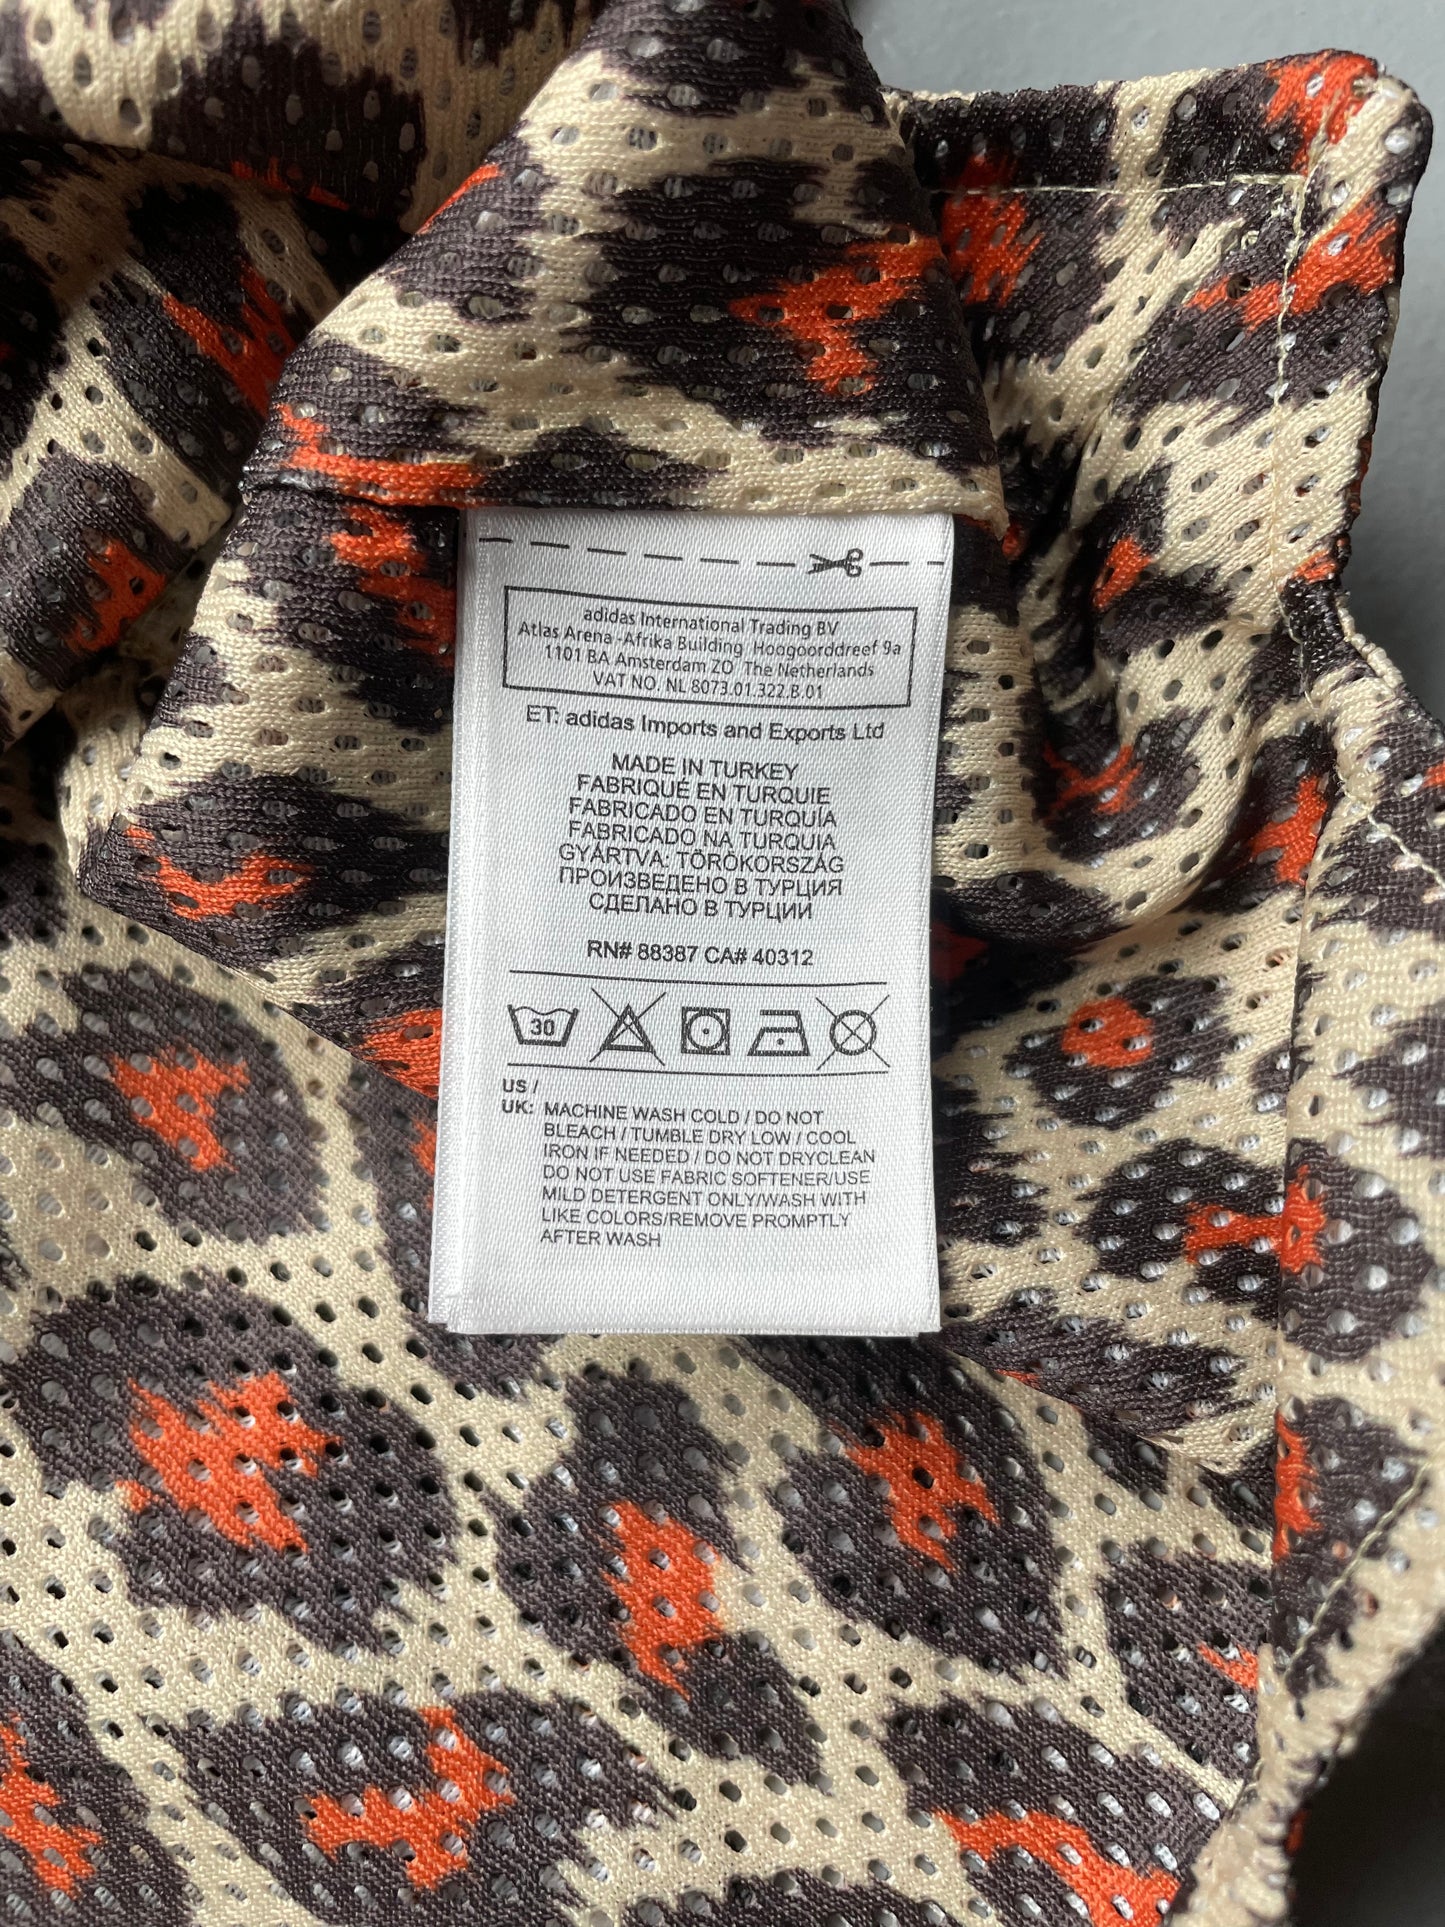 adidas International Trading BV
Atlas Arena -Afrika Building Hoogoorddreef 9a
1101 BA Amsterdam ZO The Netherlands
VAT NO. NL 8073.01.322.B.01
ET: adidas Imports and Exports Ltd
MADE IN TURKEY
FABRIQUÉ EN TURQUIE
FABRICADO EN TURQUÍA
FABRICADO NA TURQUIA
GYÁRTVA: TÖRÖKORSZÁG
ПРОИЗВЕДЕНО В ТУРЦИЯ
СДЕЛАНО В ТУРЦИИ
RN# 88387 CA# 40312
30
US /
UK: MACHINE WASH COLD / DO NOT
BLEACH / TUMBLE DRY LOW / COOL
IRON IF NEEDED / DO NOT DRYCLEAN
DO NOT USE FABRIC SOFTENER/USE
MILD DETERGENT ONLY/WASH WITH
LIKE COLORS/REMOVE PROMPTLY
AFTER WASH